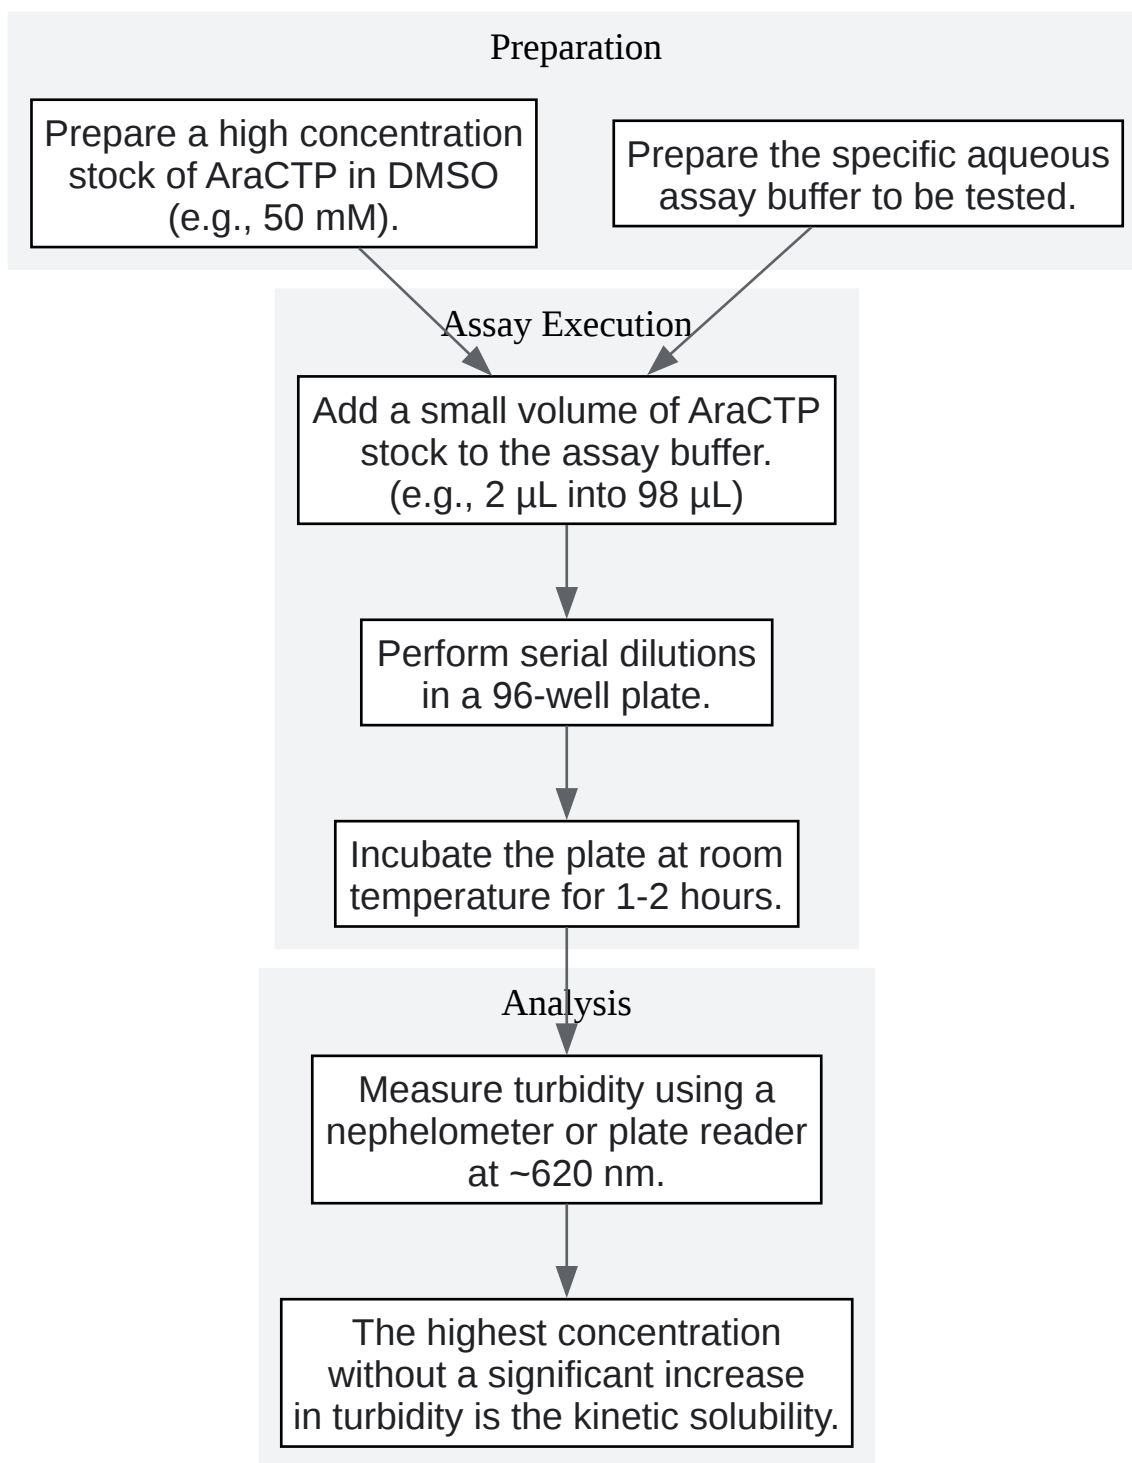 Preparation
Prepare a high concentration
stock of AraCTP in DMSO
(e.g., 50 mM).
Prepare the specific aqueous
assay buffer to be tested.
Assay Execution
Add a small volume of AraCTP
stock to the assay buffer.
(e.g., 2 µL into 98 µL)
Perform serial dilutions
in a 96-well plate.
Incubate the plate at room
temperature for 1-2 hours.
Analysis
Measure turbidity using a
nephelometer or plate reader
at ~620 nm.
The highest concentration
without a significant increase
in turbidity is the kinetic solubility.